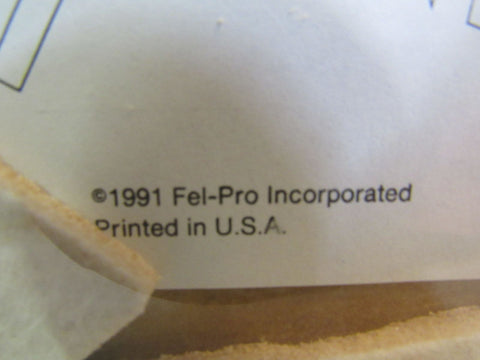 ©1991 Fel-Pro Incorporated
Printed in U.S.A.